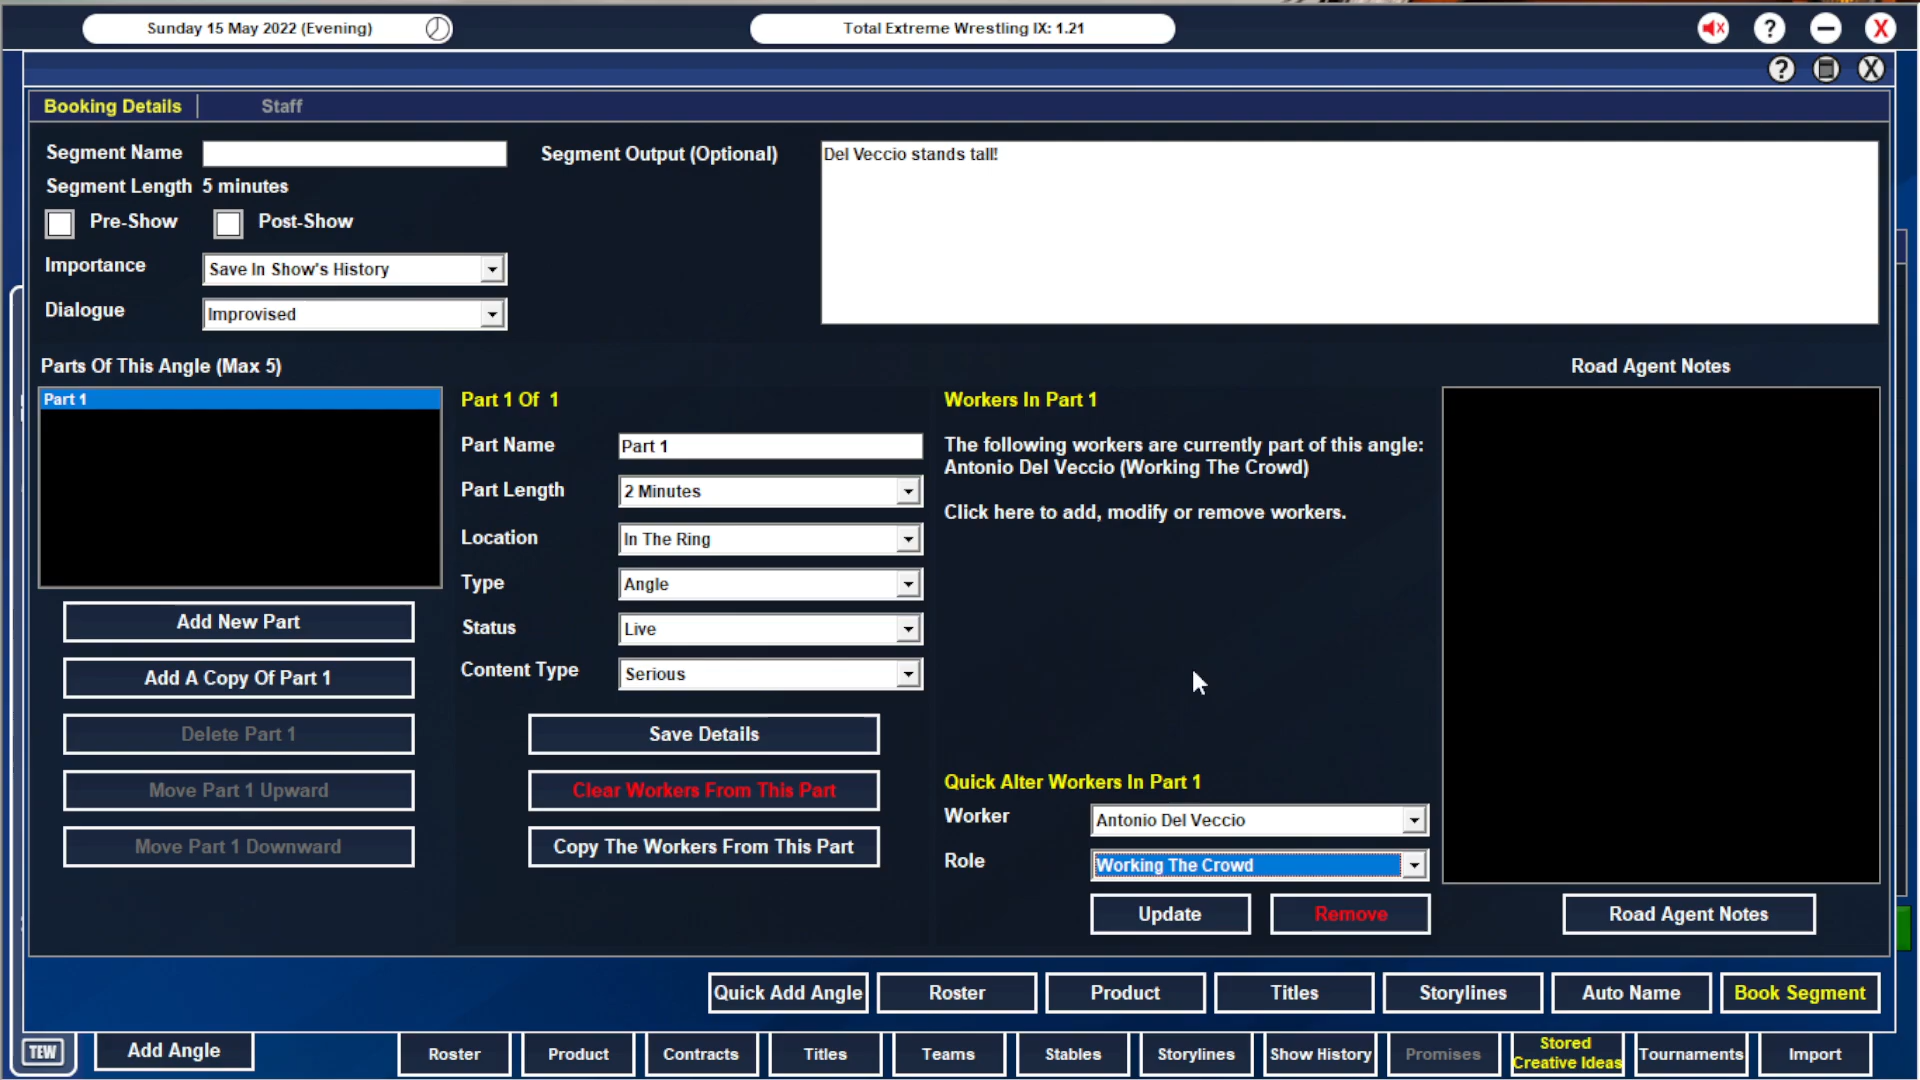 Sunday 15 May 2022 (Evening)
Total Extreme Wrestling IX: 1.21
?
X
?
X
Booking Details
Staff
Segment Name
Segment Output (Optional)
Del Veccio stands tall!
Segment Length 5 minutes
Pre-Show
Post-Show
Importance
Save In Show's History
Dialogue
Improvised
Parts Of This Angle (Max 5)
Part 1
Add New Part
Add A Copy Of Part 1
Delete Part 1
Move Part 1 Upward
Move Part 1 Downward
Part 1 Of 1
Part Name
Part 1
Part Length
2 Minutes
Location
In The Ring
Type
Angle
Status
Live
Content Type
Serious
Save Details
Clear Workers From This Part
Copy The Workers From This Part
Workers In Part 1
The following workers are currently part of this angle:
Antonio Del Veccio (Working The Crowd)
Click here to add, modify or remove workers.
Quick Alter Workers In Part 1
Worker
Antonio Del Veccio
Role
Working The Crowd
Update
Remove
Road Agent Notes
Road Agent Notes
Quick Add Angle
Roster
Product
Titles
Storylines
Auto Name
Book Segment
TEW
Add Angle
Roster
Product
Contracts
Titles
Teams
Stables
Storylines
Show History
Promises
Stored
Creative Ideas
Tournaments
Import